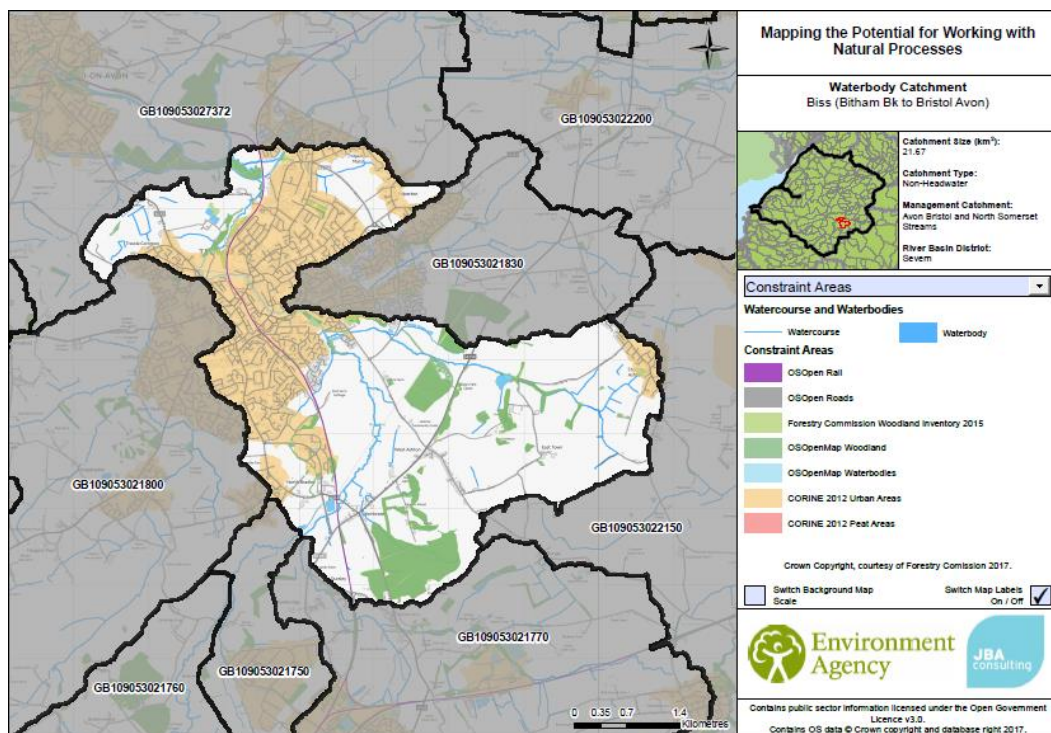 Mapping the Potential for Working with
Natural Processes
Waterbody Catchment
Biss (Bitham Bk to Bristol Avon)
Catchment Size (km²):
21.67
Catchment Type:
Non-Headwater
Management Catchment:
Avon Bristol and North Somerset
Streams
River Basin District:
Severn
Constraint Areas
Watercourse and Waterbodies
Watercourse
Waterbody
Constraint Areas
OSOpen Rail
OSOpen Roads
Forestry Commission Woodland Inventory 2015
OSOpenMap Woodland
OSOpenMap Waterbodies
CORINE 2012 Urban Areas
CORINE 2012 Peat Areas
Crown Copyright, courtesy of Forestry Comission 2017.
Switch Background Map
Scale
Switch Map Labels
On / Off
Environment
Agency
JBA
consulting
Contains public sector information licensed under the Open Government
Licence v3.0.
Contains OS data © Crown copyright and database right 2017.
GB109053027372
GB109053022200
GB109053021830
GB109053021800
GB109053022150
GB109053021770
GB109053021750
GB109053021760
West Ashton
East Town
0 0.35 0.7 1.4
Kilometres